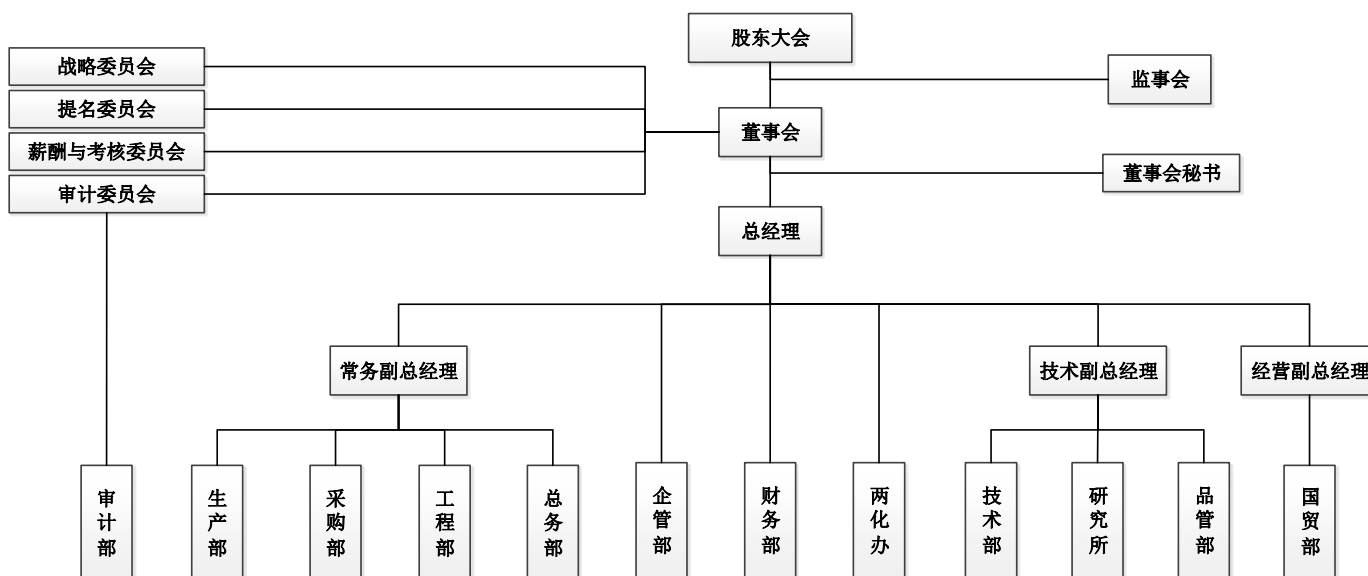 股东大会
战略委员会
监事会
提名委员会
董事会
薪酬与考核委员会
董事会秘书
审计委员会
总经理
常务副总经理
技术副总经理
经营副总经理
审计部
生产部
采购部
工程部
总务部
企管部
财务部
两化办
技术部
研究所
品管部
国贸部